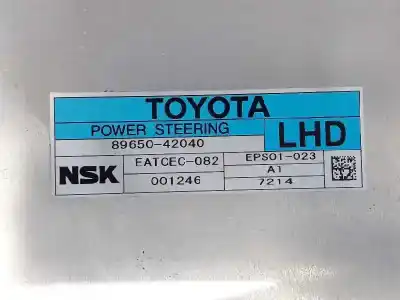 TOYOTA
POWER STEERING
LHD
89650-42040
NSK
EATCEC-082
EPS01-023
001246
A1
7214